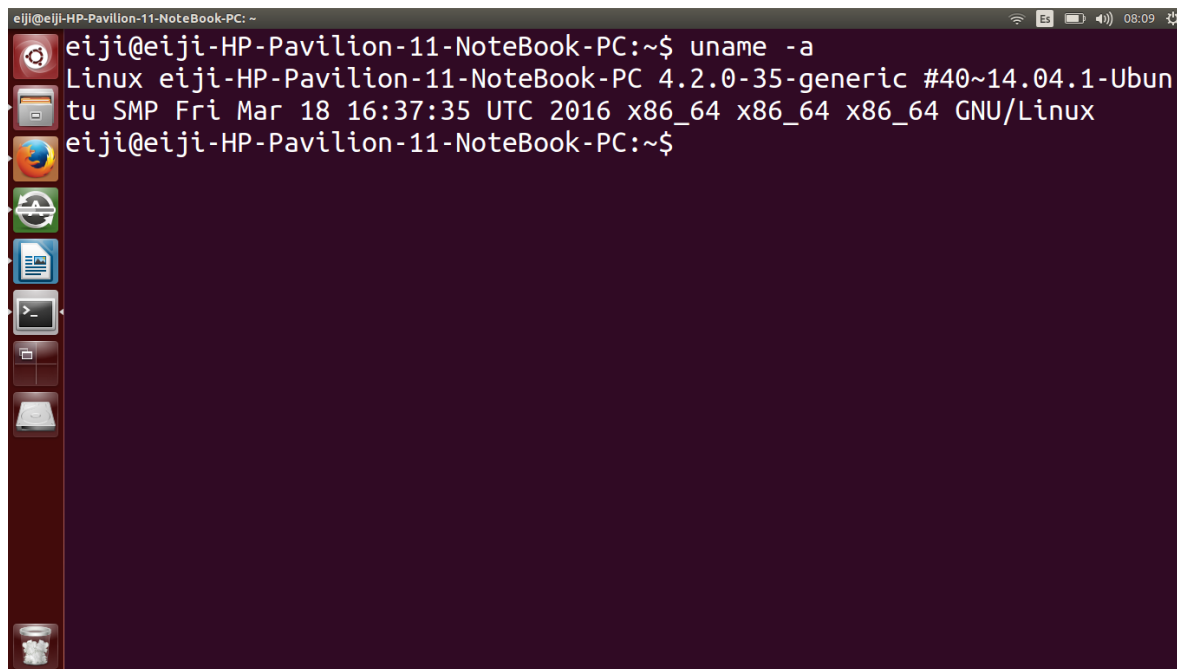 eiji@eiji-HP-Pavilion-11-NoteBook-PC: ~
Es
08:09
eiji@eiji-HP-Pavilion-11-NoteBook-PC:~$ uname -a
Linux eiji-HP-Pavilion-11-NoteBook-PC 4.2.0-35-generic #40~14.04.1-Ubun
tu SMP Fri Mar 18 16:37:35 UTC 2016 x86_64 x86_64 x86_64 GNU/Linux
eiji@eiji-HP-Pavilion-11-NoteBook-PC:~$